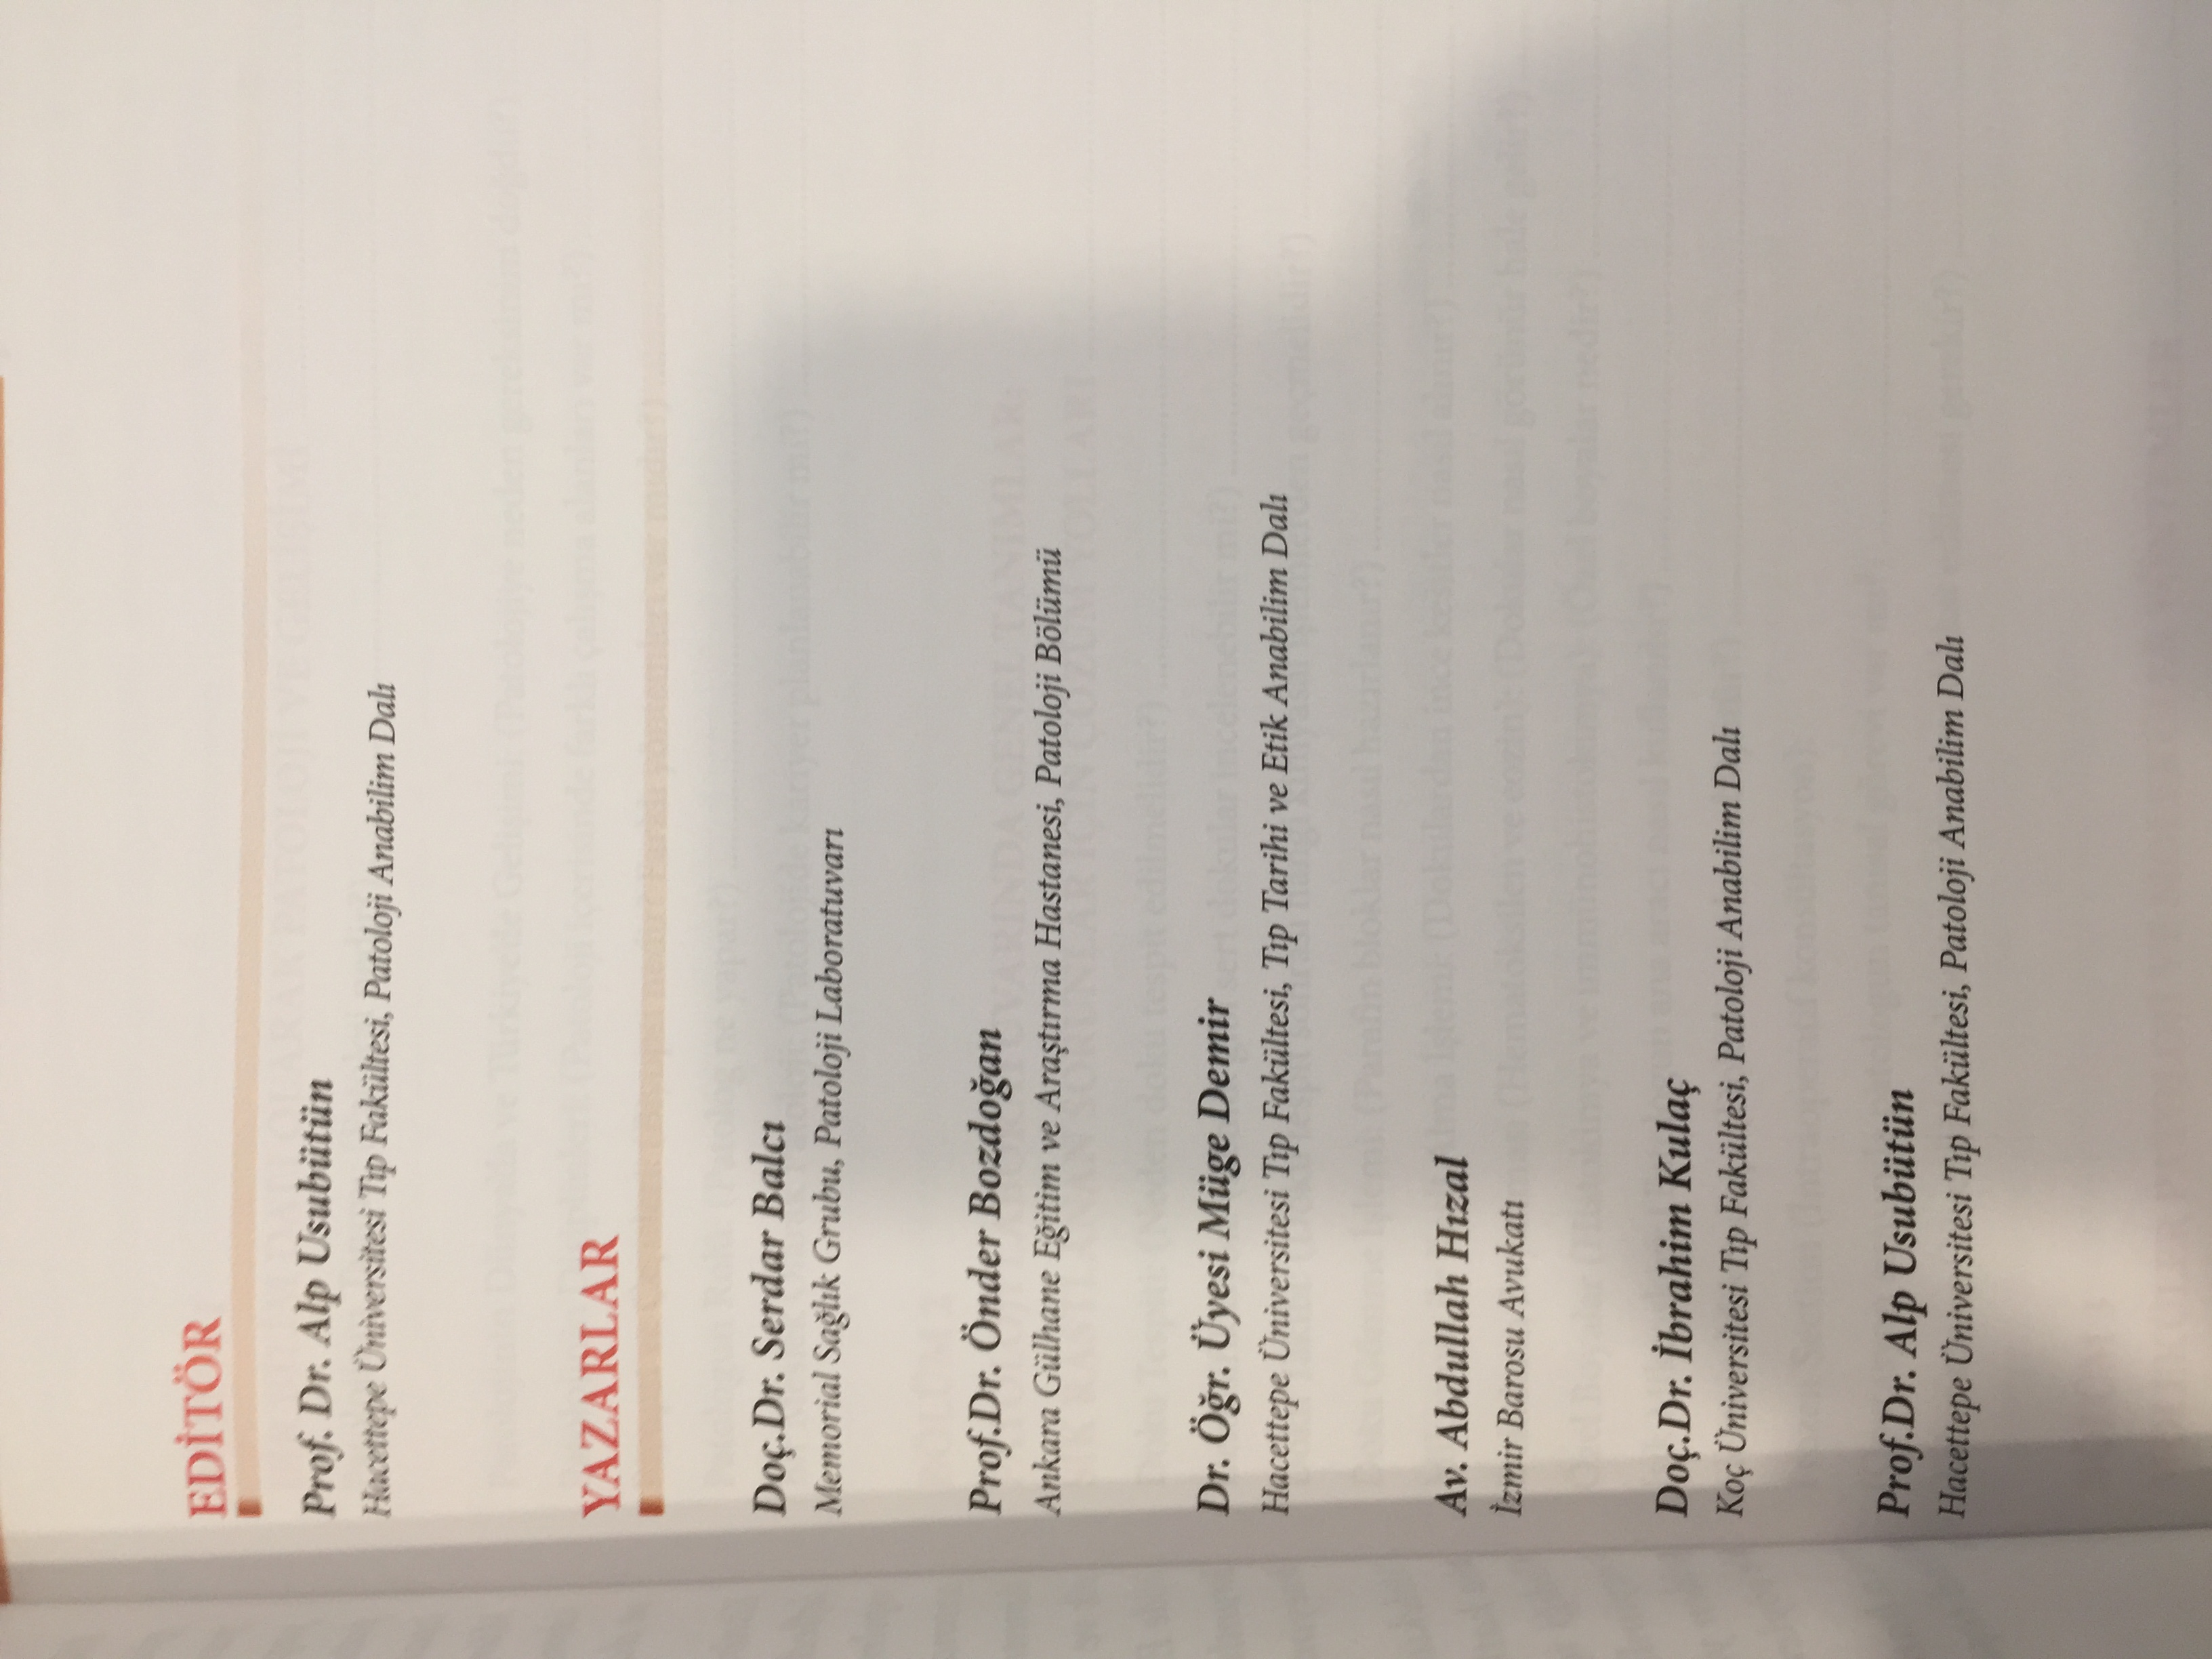 EDİTÖR
Prof. Dr. Alp Usubütün
Hacettepe Üniversitesi Tıp Fakültesi, Patoloji Anabilim Dalı
YAZARLAR
Doç.Dr. Serdar Balcı
Memorial Sağlık Grubu, Patoloji Laboratuvarı
Prof.Dr. Önder Bozdoğan
Ankara Gülhane Eğitim ve Araştırma Hastanesi, Patoloji Bölümü
Dr. Öğr. Üyesi Müge Demir
Hacettepe Üniversitesi Tıp Fakültesi, Tıp Tarihi ve Etik Anabilim Dalı
Av. Abdullah Hızal
İzmir Barosu Avukatı
Doç.Dr. İbrahim Kulaç
Koç Üniversitesi Tıp Fakültesi, Patoloji Anabilim Dalı
Prof.Dr. Alp Usubütün
Hacettepe Üniversitesi Tıp Fakültesi, Patoloji Anabilim Dalı